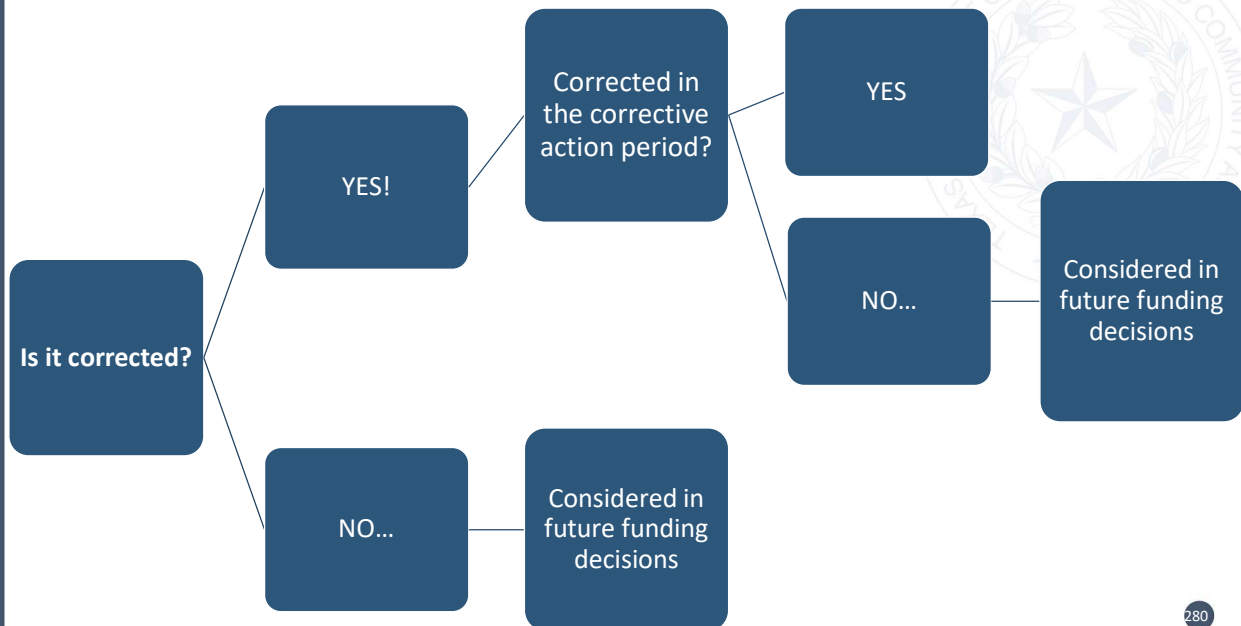 Is it corrected?
YES!
Corrected in
the corrective
action period?
YES
NO...
Considered in
future funding
decisions
NO...
Considered in
future funding
decisions
280